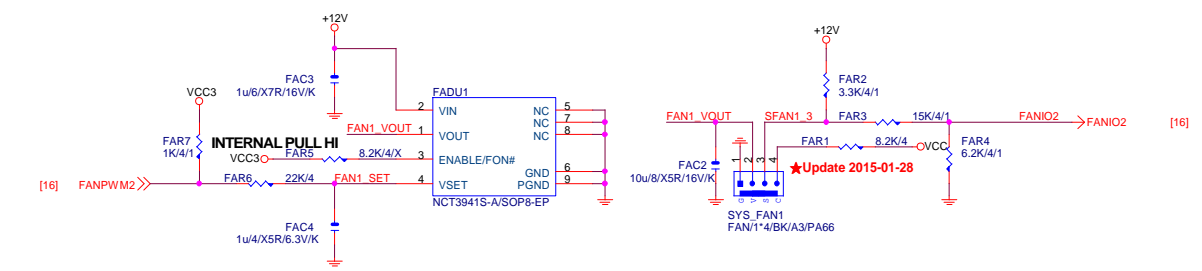 +12V
FAC3
1u/6/X7R/16V/K
VCC3
FAR7
1K/4/1
INTERNAL PULL HI
FAN1_VOUT
VCC3
FAR5
8.2K/4/X
[16]
FANPWM2
FAR6
22K/4
FAN1_SET
FAC4
1u/4/X5R/6.3V/K
FADU1
2
VIN
1
VOUT
3
ENABLE/FON#
4
VSET
NC
5
NC
7
NC
8
GND
6
PGND
9
NCT3941S-A/SOP8-EP
+12V
FAR2
3.3K/4/1
FAN1_VOUT
SFAN1_3
FAR3
15K/4/1
FANIO2
FANIO2
[16]
FAR1
8.2K/4
VCC
FAR4
6.2K/4/1
FAC2
10u/8/X5R/16V/K
1
2
3
4
★Update 2015-01-28
G
V
S
C
SYS_FAN1
FAN/1*4/BK/A3/PA66